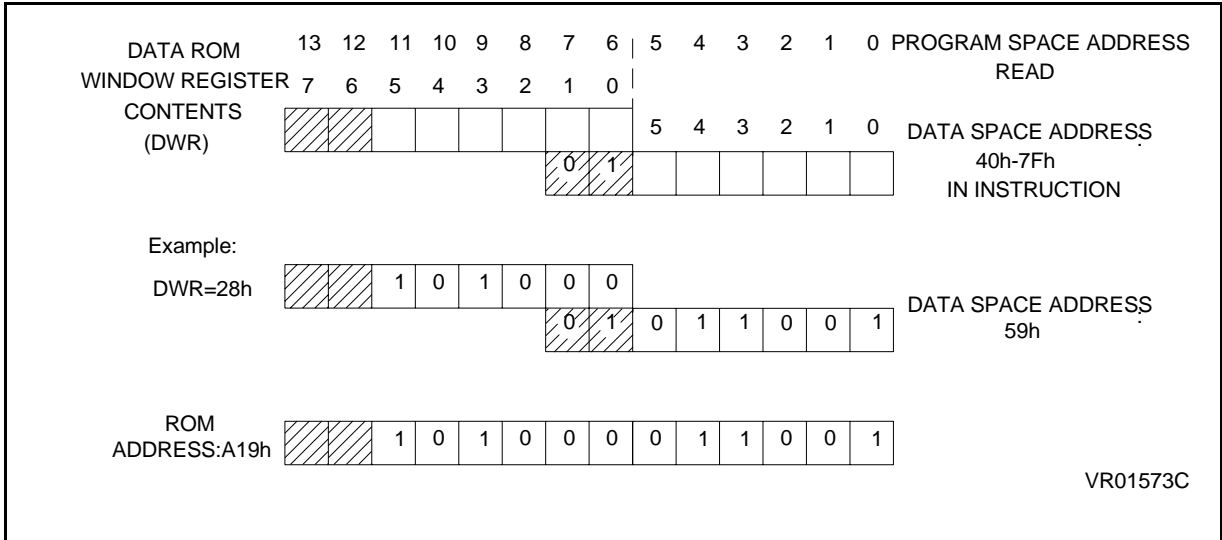 DATA ROM
WINDOW REGISTER
CONTENTS
(DWR)
13 12 11 10 9 8 7 6 5 4 3 2 1 0
PROGRAM SPACE ADDRESS
READ
7 6 5 4 3 2 1 0
5 4 3 2 1 0
DATA SPACE ADDRESS
:
40h-7Fh
IN INSTRUCTION
0 1
Example:
DWR=28h
1 0 1 0 0 0
0 1 0 1 1 0 0 1
DATA SPACE ADDRESS
:
59h
ROM
ADDRESS:A19h
1 0 1 0 0 0 0 1 1 0 0 1
VR01573C